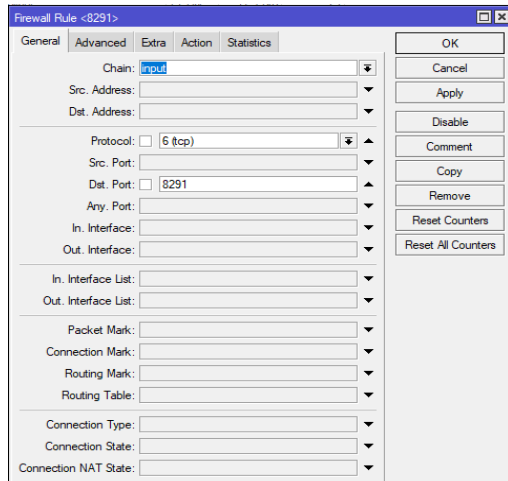 Firewall Rule <8291>
General Advanced Extra Action Statistics
OK
Chain: input
Cancel
Src. Address:
Apply
Dst. Address:
Disable
Protocol: 6 (tcp)
Comment
Src. Port:
Copy
Dst. Port: 8291
Remove
Any. Port:
Reset Counters
In. Interface:
Reset All Counters
Out. Interface:
In. Interface List:
Out. Interface List:
Packet Mark:
Connection Mark:
Routing Mark:
Routing Table:
Connection Type:
Connection State:
Connection NAT State: